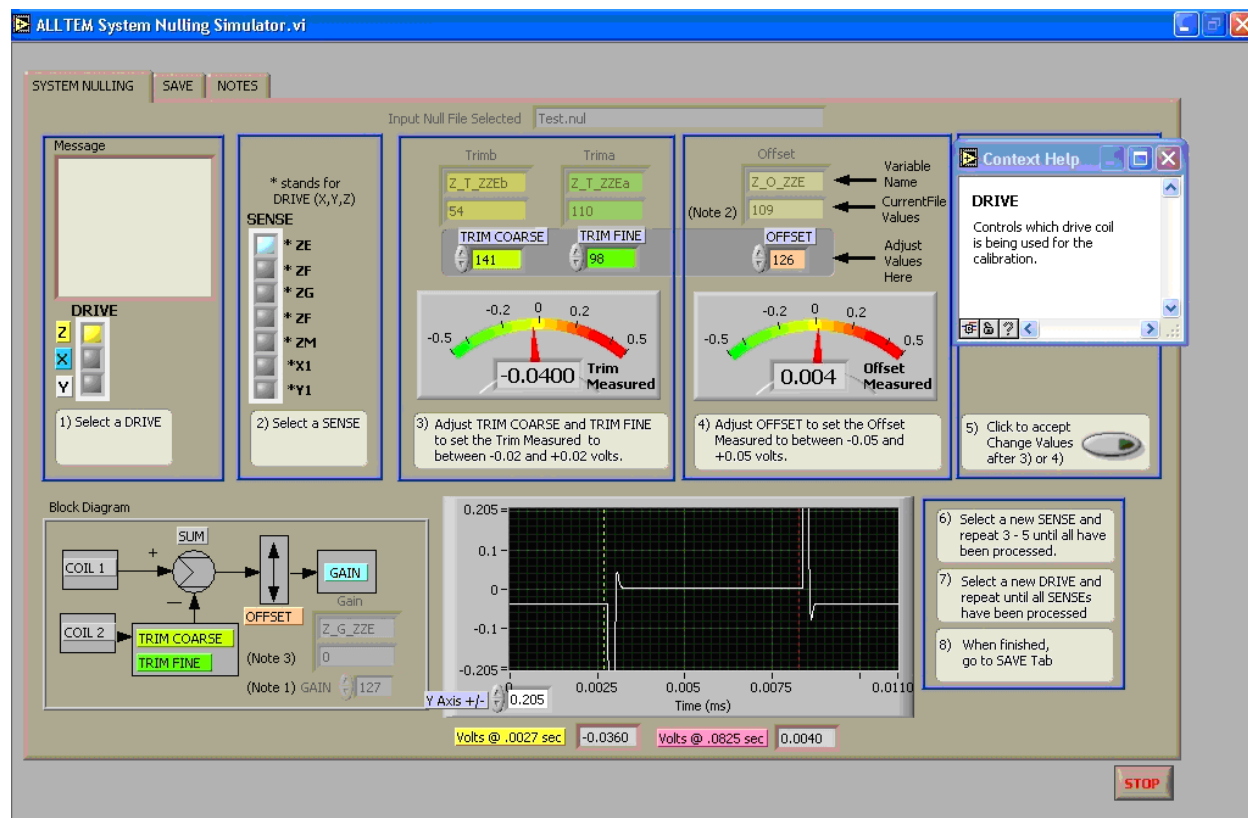 ALLTEM System Nulling Simulator.vi
SYSTEM NULLING
SAVE
NOTES
Input Null File Selected
Test.nul
Message
DRIVE
Z
X
Y
1) Select a DRIVE
* stands for
DRIVE (X,Y,Z)
SENSE
* ZE
* ZF
* ZG
* ZF
* ZM
*X1
*Y1
2) Select a SENSE
Trimb
Trima
Z_T_ZZEb
Z_T_ZZEa
54
110
TRIM COARSE
TRIM FINE
141
98
-0.5
-0.2
0
0.2
0.5
-0.0400
Trim
Measured
3) Adjust TRIM COARSE and TRIM FINE
to set the Trim Measured to
between -0.02 and +0.02 volts.
Offset
Z_O_ZZE
(Note 2)
109
OFFSET
126
Variable
Name
CurrentFile
Values
Adjust
Values
Here
-0.5
-0.2
0
0.2
0.5
0.004
Offset
Measured
4) Adjust OFFSET to set the Offset
Measured to between -0.05 and
+0.05 volts.
Context Help
DRIVE
Controls which drive coil
is being used for the
calibration.
?
5) Click to accept
Change Values
after 3) or 4)
Block Diagram
COIL 1
+
SUM
COIL 2
−
TRIM COARSE
TRIM FINE
OFFSET
GAIN
Gain
Z_G_ZZE
(Note 3)
0
(Note 1) GAIN
127
0.205
0.1
0
-0.1
-0.205
0
0.0025
0.005
0.0075
0.0110
Time (ms)
Y Axis +/-
0.205
Volts @ .0027 sec
-0.0360
Volts @ .0825 sec
0.0040
6) Select a new SENSE and
repeat 3 - 5 until all have
been processed.
7) Select a new DRIVE and
repeat until all SENSEs
have been processed
8) When finished,
go to SAVE Tab
STOP